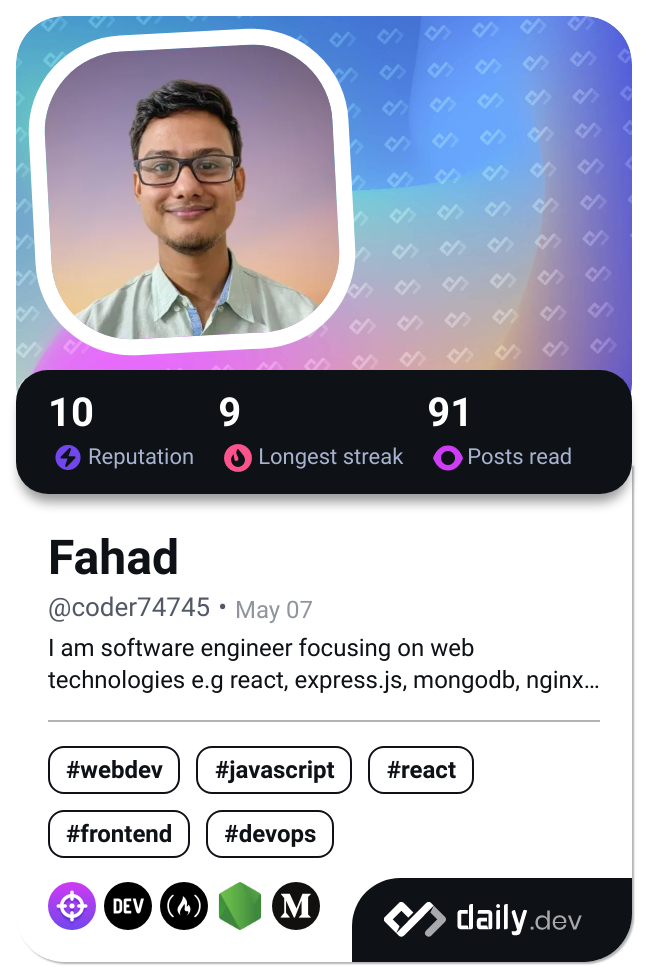 10 9 91
Reputation Longest streak Posts read
Fahad
@coder74745 • May 07
I am software engineer focusing on web
technologies e.g react, express.js, mongodb, nginx...
#webdev #javascript #react
#frontend #devops
DEV M daily.dev